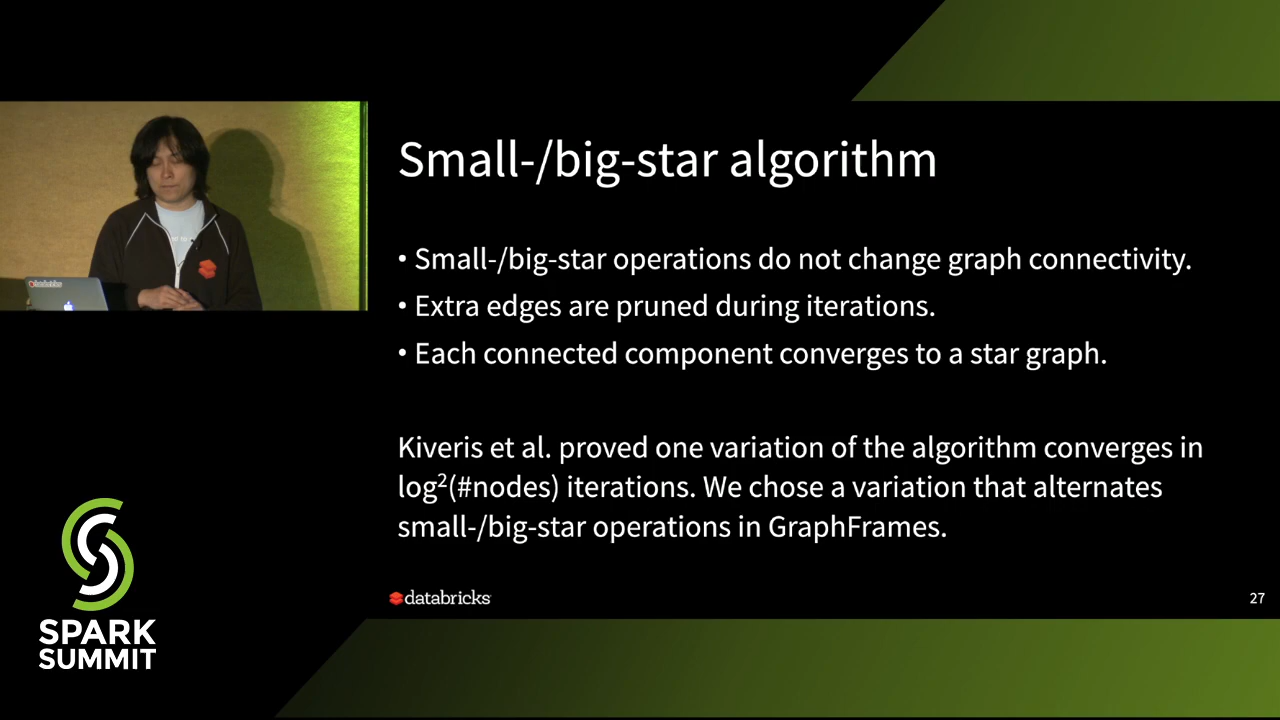 Small-/big-star algorithm
• Small-/big-star operations do not change graph connectivity.
• Extra edges are pruned during iterations.
• Each connected component converges to a star graph.
Kiveris et al. proved one variation of the algorithm converges in
log²(#nodes) iterations. We chose a variation that alternates
small-/big-star operations in GraphFrames.
databricks
27
databricks
SPARK
SUMMIT